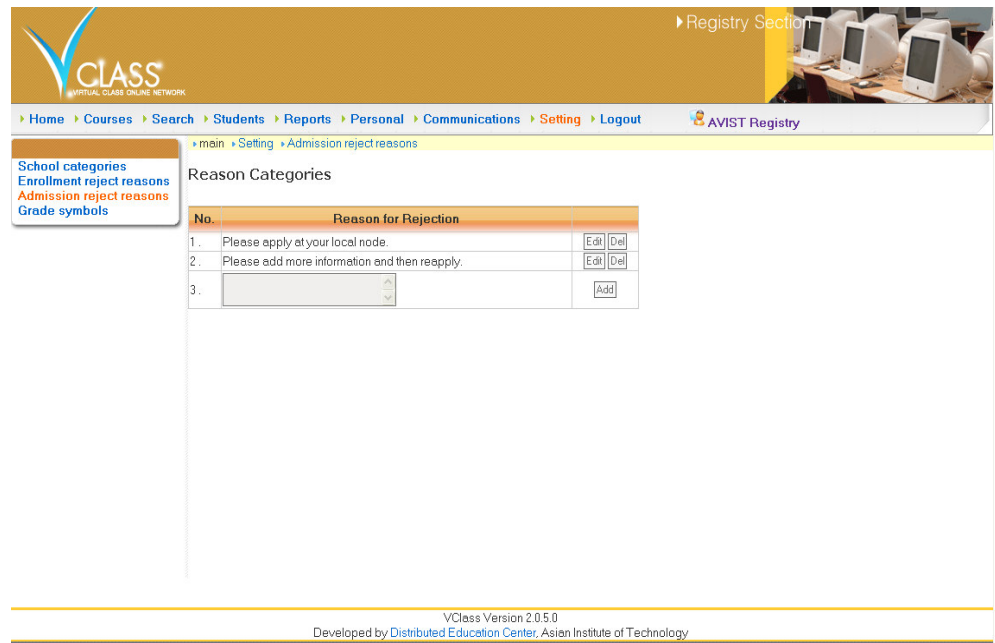 Registry Section
VCLASS
VIRTUAL CLASS ONLINE NETWORK
Home Courses Search Students Reports Personal Communications Setting Logout AVIST Registry
main Setting Admission reject reasons
School categories
Enrollment reject reasons
Admission reject reasons
Grade symbols
Reason Categories
No. Reason for Rejection
1. Please apply at your local node. Edit Del
2. Please add more information and then reapply. Edit Del
3. Add
VClass Version 2.0.5.0
Developed by Distributed Education Center, Asian Institute of Technology